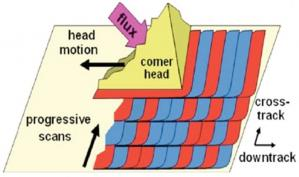 flux
head
motion
corner
head
progressive
scans
cross-
track
downtrack